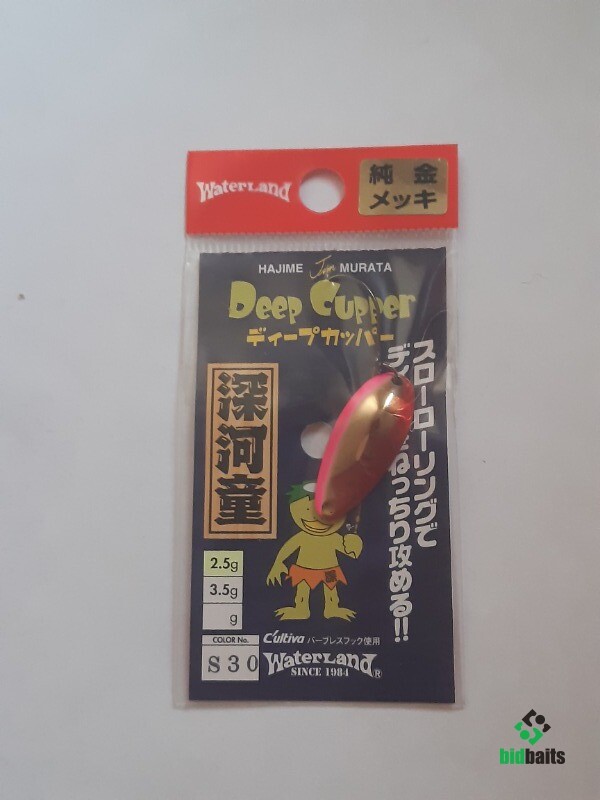 WATERLAND
純金
メッキ
HAJIME Jim MURATA
DEEP CUPPER
ディープカッパー
スローローリングで
ねっちり攻める!!
深河童
2.5g
3.5g
g
COLOR No.
S30
C'ultiva バーブレスフック使用
WATERLAND®
SINCE 1984
bidbaits